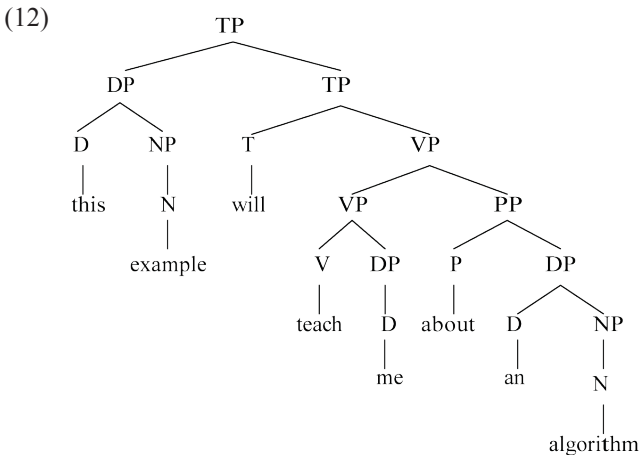 (12)
TP
DP TP
D NP T VP
this N will VP PP
example V DP P DP
teach D about D NP
me an N
algorithm